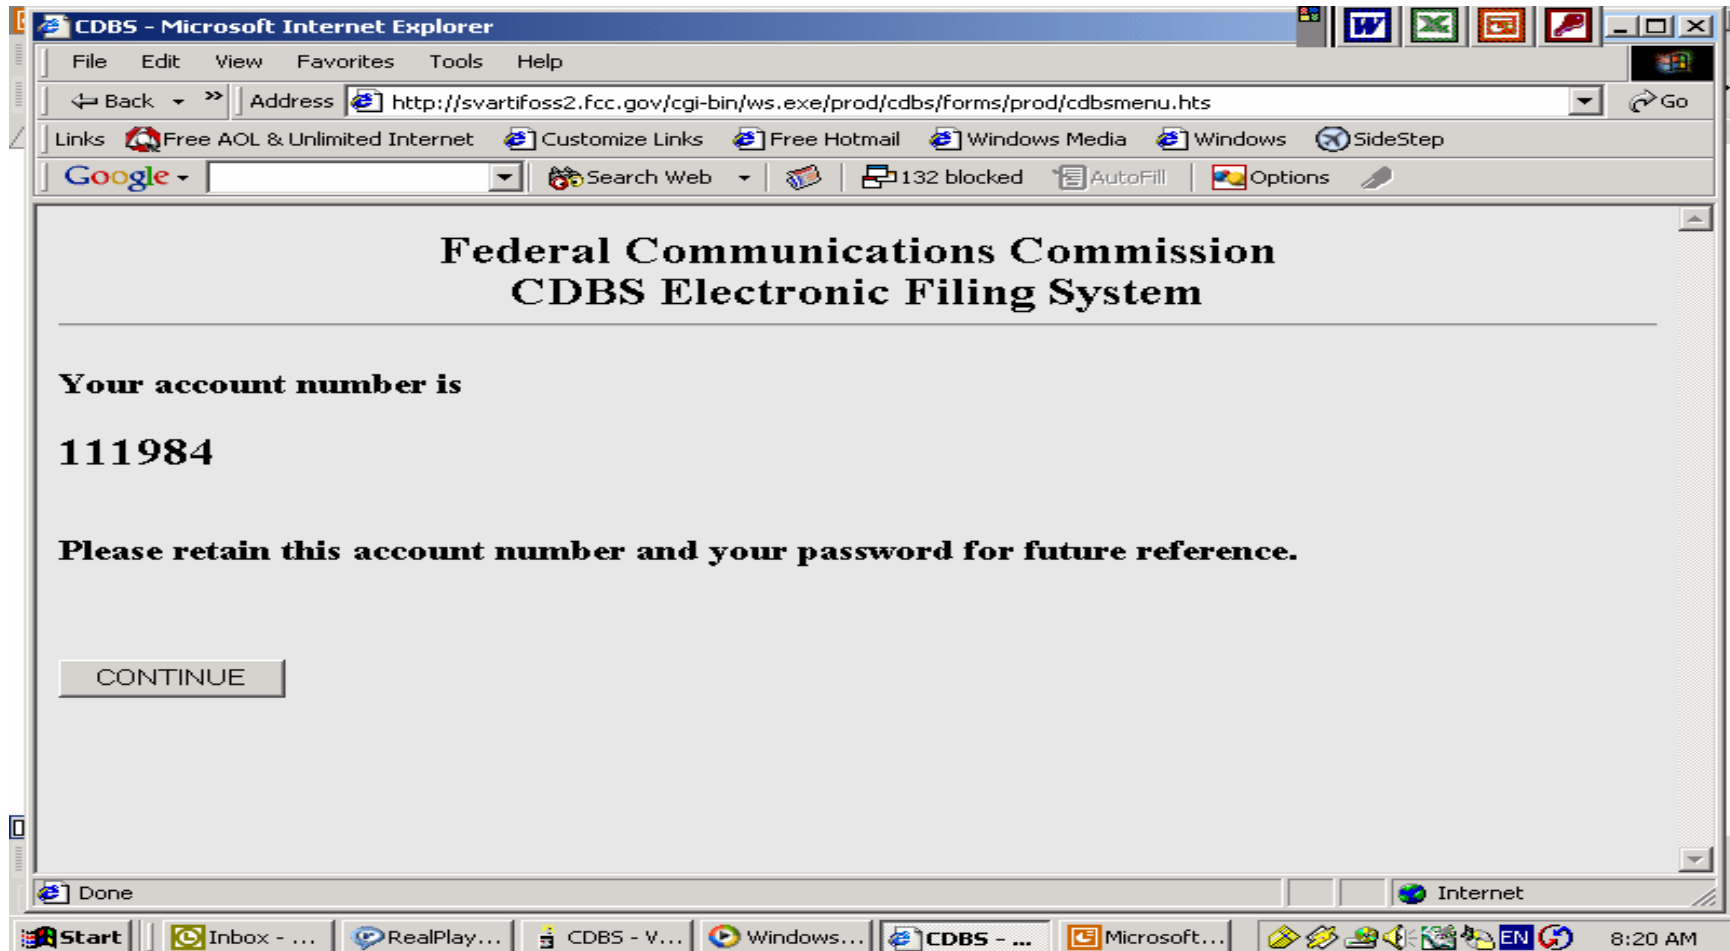 CDBS - Microsoft Internet Explorer
File Edit View Favorites Tools Help
Back Address http://svartifoss2.fcc.gov/cgi-bin/ws.exe/prod/cdbs/forms/prod/cdbsmenu.hts Go
Links Free AOL & Unlimited Internet Customize Links Free Hotmail Windows Media Windows SideStep
Google Search Web 132 blocked AutoFill Options
Federal Communications Commission
CDBS Electronic Filing System
Your account number is
111984
Please retain this account number and your password for future reference.
CONTINUE
Done Internet
Start Inbox - ... RealPlay... CDBS - V... Windows... CDBS - ... Microsoft... EN 8:20 AM